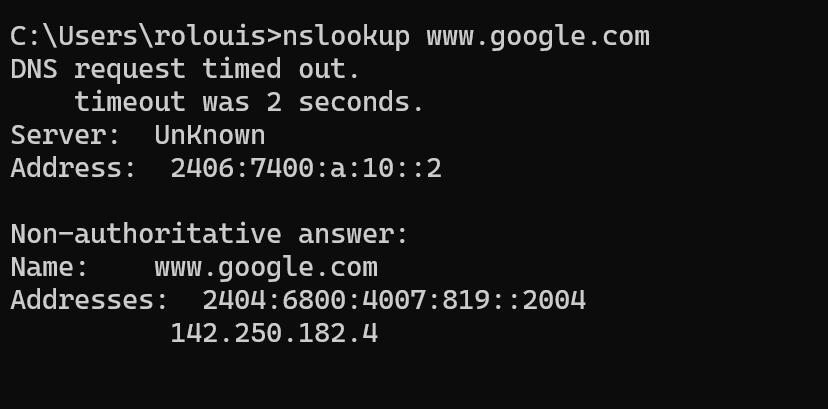 C:\Users\rolouis>nslookup www.google.com
DNS request timed out.
    timeout was 2 seconds.
Server:  UnKnown
Address:  2406:7400:a:10::2

Non-authoritative answer:
Name:    www.google.com
Addresses:  2404:6800:4007:819::2004
          142.250.182.4